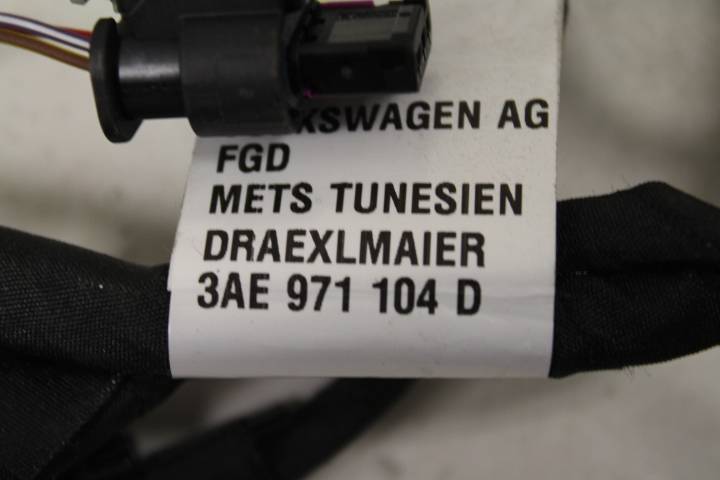 KSWAGEN AG
FGD
METS TUNESIEN
DRAEXLMAIER
3AE 971 104 D